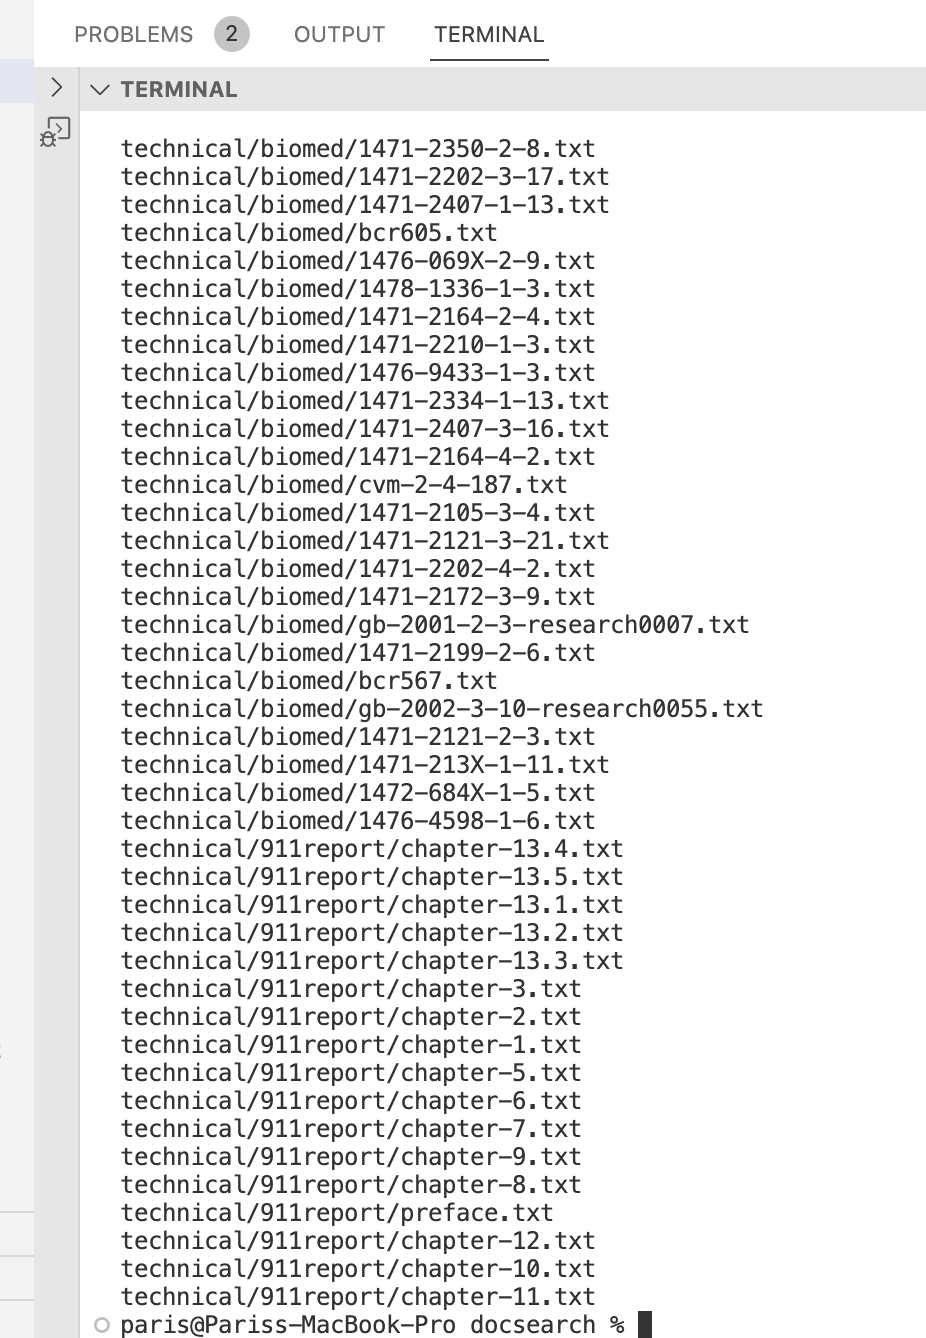 PROBLEMS 2 OUTPUT TERMINAL
TERMINAL
technical/biomed/1471-2350-2-8.txt
technical/biomed/1471-2202-3-17.txt
technical/biomed/1471-2407-1-13.txt
technical/biomed/bcr605.txt
technical/biomed/1476-069X-2-9.txt
technical/biomed/1478-1336-1-3.txt
technical/biomed/1471-2164-2-4.txt
technical/biomed/1471-2210-1-3.txt
technical/biomed/1476-9433-1-3.txt
technical/biomed/1471-2334-1-13.txt
technical/biomed/1471-2407-3-16.txt
technical/biomed/1471-2164-4-2.txt
technical/biomed/cvm-2-4-187.txt
technical/biomed/1471-2105-3-4.txt
technical/biomed/1471-2121-3-21.txt
technical/biomed/1471-2202-4-2.txt
technical/biomed/1471-2172-3-9.txt
technical/biomed/gb-2001-2-3-research0007.txt
technical/biomed/1471-2199-2-6.txt
technical/biomed/bcr567.txt
technical/biomed/gb-2002-3-10-research0055.txt
technical/biomed/1471-2121-2-3.txt
technical/biomed/1471-213X-1-11.txt
technical/biomed/1472-684X-1-5.txt
technical/biomed/1476-4598-1-6.txt
technical/911report/chapter-13.4.txt
technical/911report/chapter-13.5.txt
technical/911report/chapter-13.1.txt
technical/911report/chapter-13.2.txt
technical/911report/chapter-13.3.txt
technical/911report/chapter-3.txt
technical/911report/chapter-2.txt
technical/911report/chapter-1.txt
technical/911report/chapter-5.txt
technical/911report/chapter-6.txt
technical/911report/chapter-7.txt
technical/911report/chapter-9.txt
technical/911report/chapter-8.txt
technical/911report/preface.txt
technical/911report/chapter-12.txt
technical/911report/chapter-10.txt
technical/911report/chapter-11.txt
paris@Pariss-MacBook-Pro docsearch %